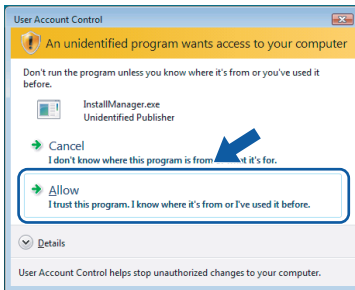 User Account Control
An unidentified program wants access to your computer
Don't run the program unless you know where it's from or you've used it
before.
InstallManager.exe
Unidentified Publisher
Cancel
I don't know where this program is from it's for.
Allow
I trust this program. I know where it's from or I've used it before.
Details
User Account Control helps stop unauthorized changes to your computer.